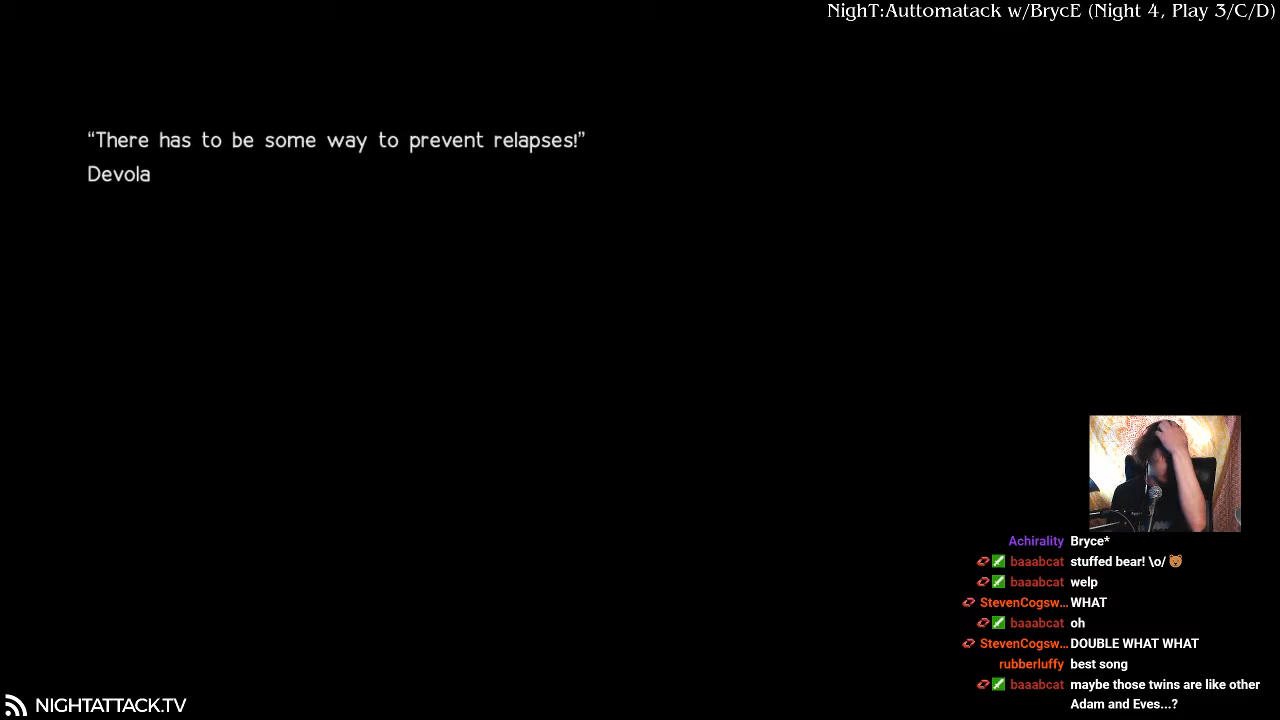 NighT:Auttomatack w/BrycE (Night 4, Play 3/C/D)
“There has to be some way to prevent relapses!”
Devola
Achirality Bryce*
baaabcat stuffed bear! \o/ 🐻
baaabcat welp
StevenCogsw... WHAT
baaabcat oh
StevenCogsw... DOUBLE WHAT WHAT
rubberluffy best song
baaabcat maybe those twins are like other
Adam and Eves...?
NIGHTATTACK.TV